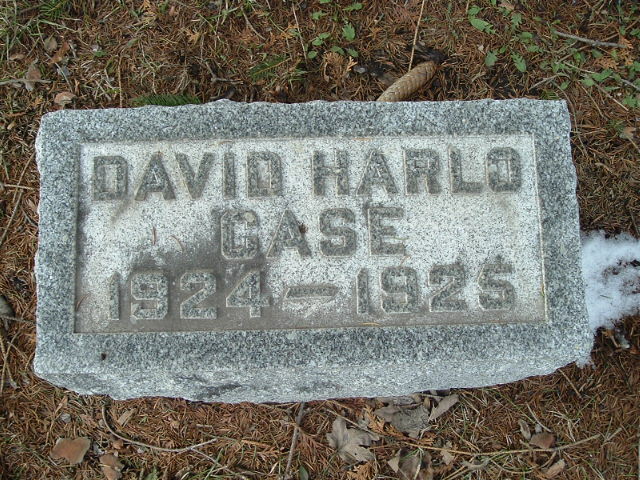 DAVID HARLO
CASE
1924 — 1925